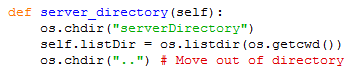 def server_directory(self):
    os.chdir("serverDirectory")
    self.listDir = os.listdir(os.getcwd())
    os.chdir("..") # Move out of directory